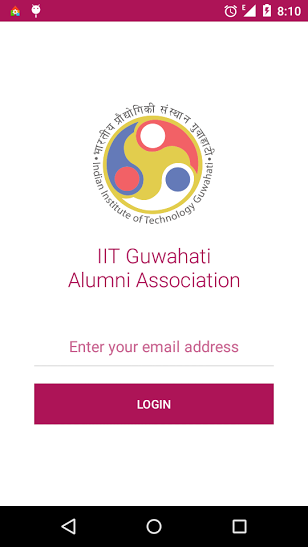 E
8:10
भारतीय प्रौद्योगिकी संस्थान गुवाहाटी
Indian Institute of Technology Guwahati
IIT Guwahati
Alumni Association
Enter your email address
LOGIN